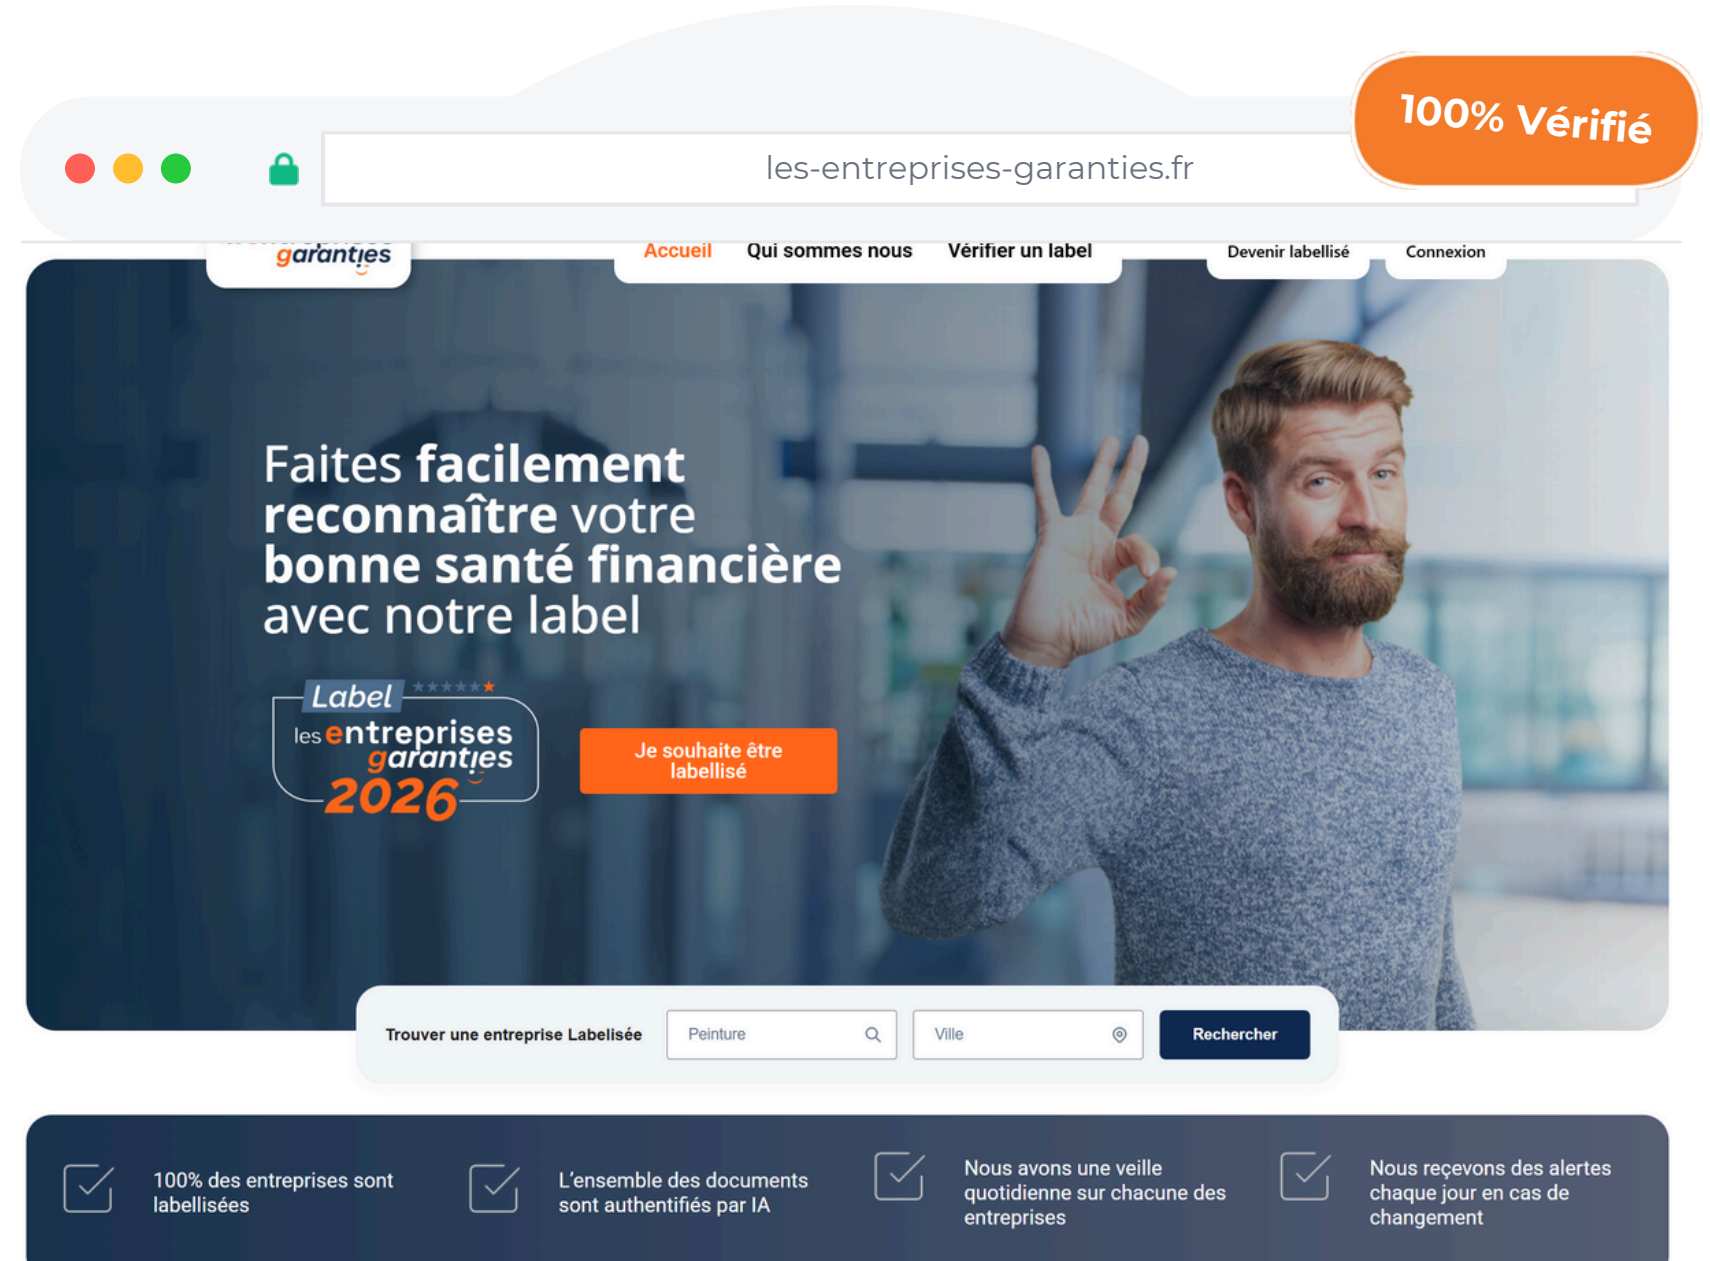 100% Vérifié
les-entreprises-garanties.fr
garanties
Accueil
Qui sommes nous
Vérifier un label
Devenir labellisé
Connexion
Faites facilement
reconnaître votre
bonne santé financière
avec notre label
Label
les entreprises
garanties
2026
Je souhaite être
labellisé
Trouver une entreprise Labelisée
Peinture
Ville
Rechercher
100% des entreprises sont
labellisées
L'ensemble des documents
sont authentifiés par IA
Nous avons une veille
quotidienne sur chacune des
entreprises
Nous reçevons des alertes
chaque jour en cas de
changement